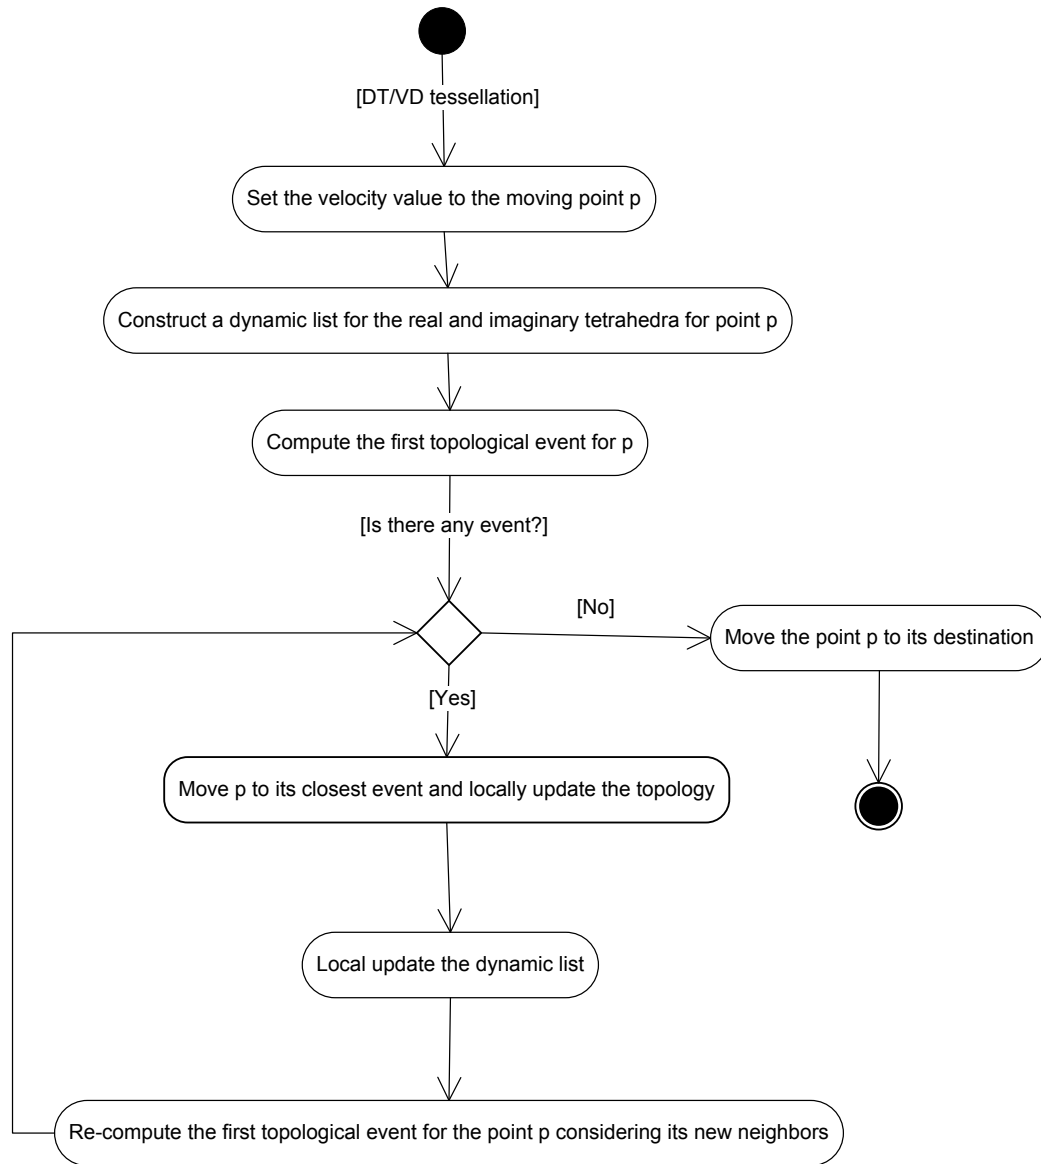 [DT/VD tessellation]
Set the velocity value to the moving point p
Construct a dynamic list for the real and imaginary tetrahedra for point p
Compute the first topological event for p
[Is there any event?]
[No]
Move the point p to its destination
[Yes]
Move p to its closest event and locally update the topology
Local update the dynamic list
Re-compute the first topological event for the point p considering its new neighbors